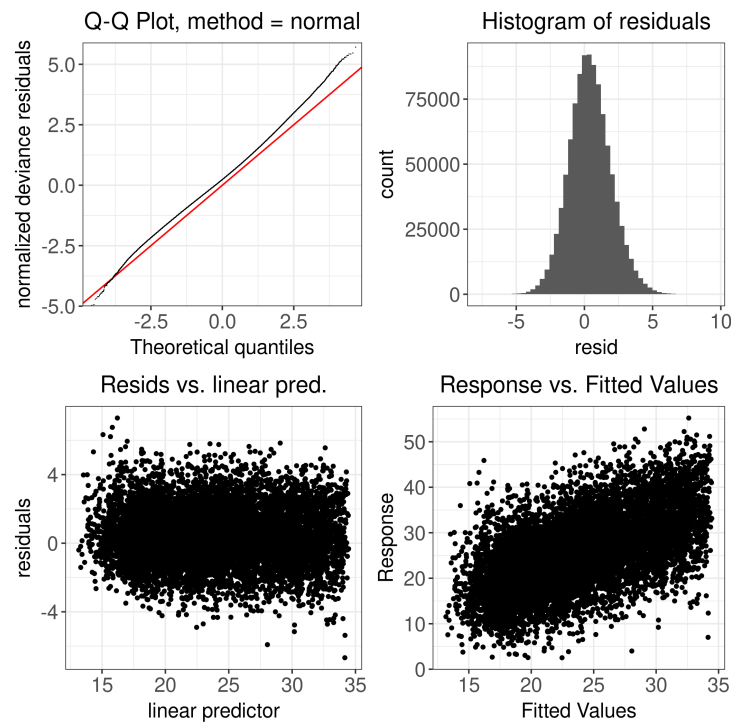 Q-Q Plot, method = normal
normalized deviance residuals
5.0
2.5
0.0
-2.5
-5.0
-2.5 0.0 2.5
Theoretical quantiles
Histogram of residuals
count
75000
50000
25000
0
-5 0 5 10
resid
Resids vs. linear pred.
residuals
4
0
-4
15 20 25 30 35
linear predictor
Response vs. Fitted Values
Response
50
40
30
20
10
0
15 20 25 30 35
Fitted Values